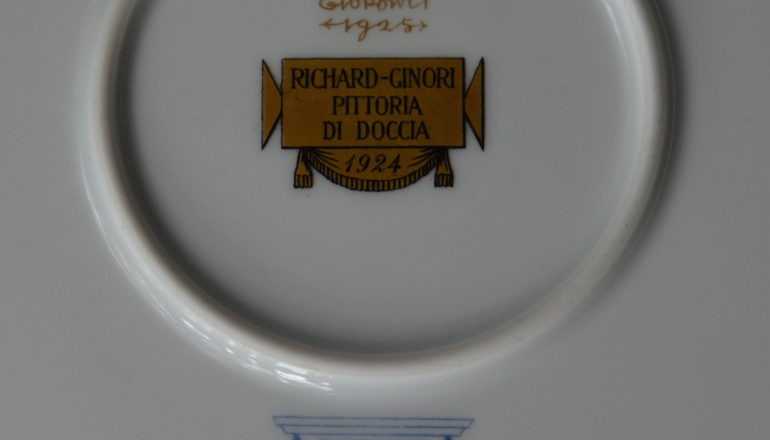 1925
RICHARD-GINORI
PITTORIA
DI DOCCIA
1924